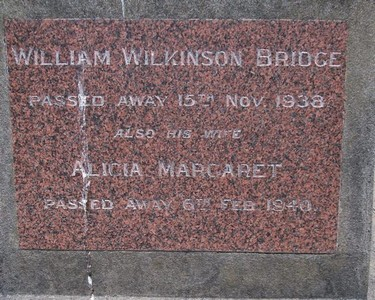 WILLIAM WILKINSON BRIDGE
PASSED AWAY 15TH NOV. 1938
ALSO HIS WIFE
ALICIA MARGARET
PASSED AWAY 6TH FEB 1940.